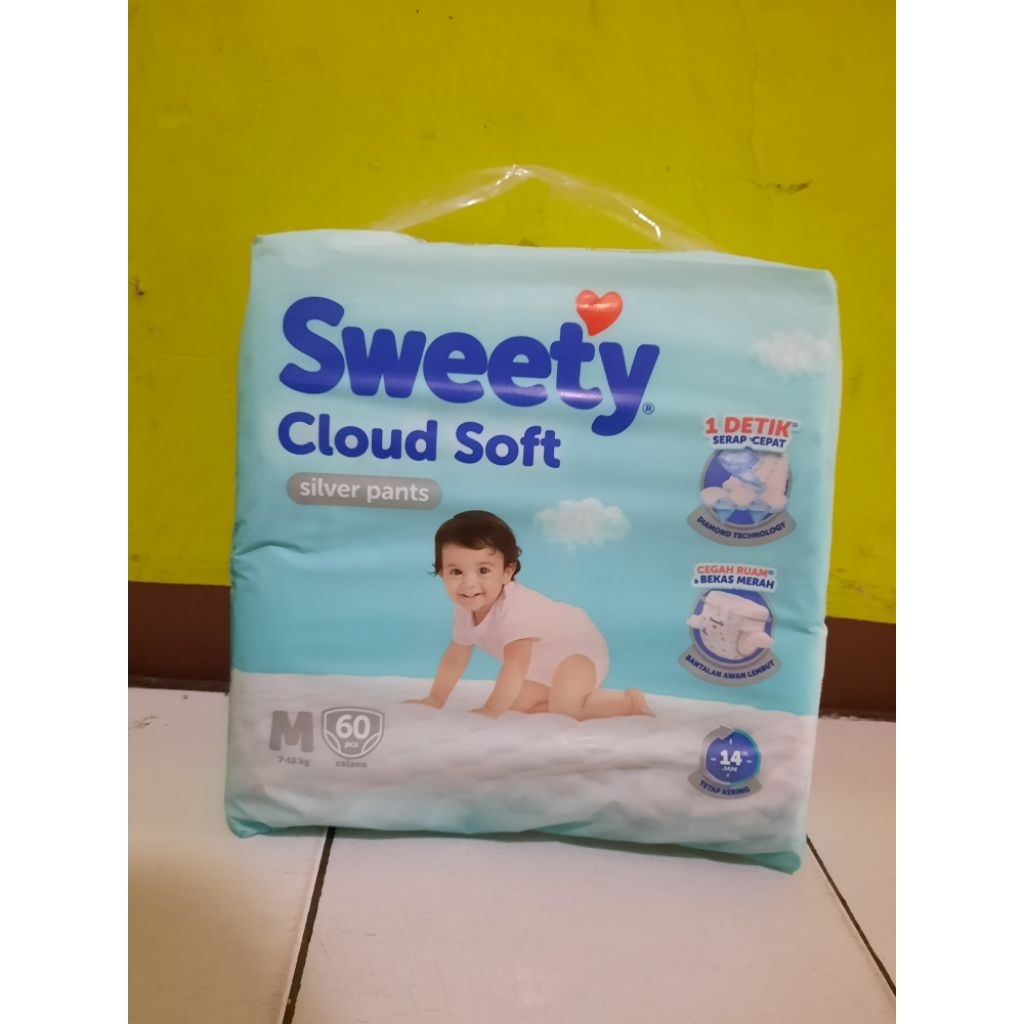 Sweety®
Cloud Soft
silver pants
1 DETIK
SERAP CEPAT
DIAMOND TECHNOLOGY
CEGAH RUAM
& BEKAS MERAH
BANTALAN AWAN LEMBUT
M
7-12 kg
60
pcs
celana
14
JAM
TETAP KERING